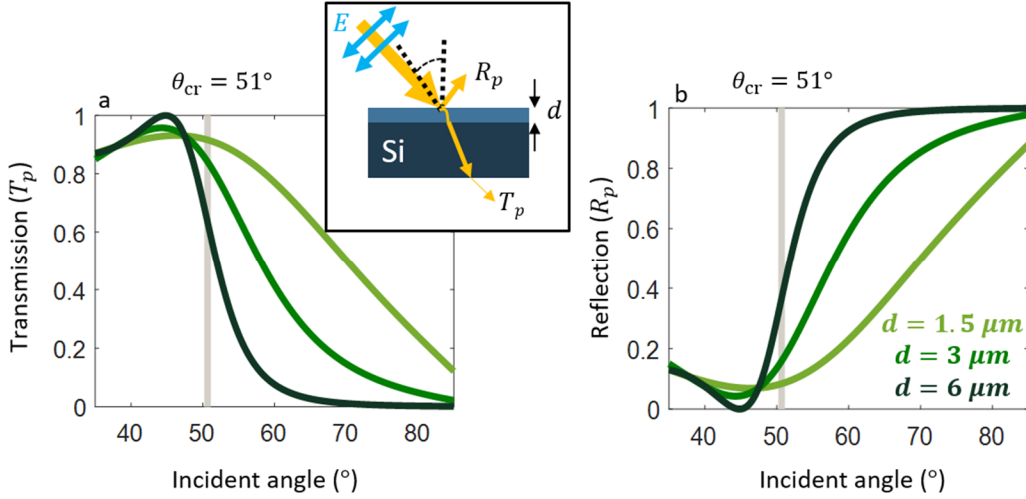 a
θcr = 51°
Transmission (Tp)
1
0.8
0.6
0.4
0.2
0
40
50
60
70
80
Incident angle (°)
E
Rp
d
Si
Tp
b
θcr = 51°
Reflection (Rp)
1
0.8
0.6
0.4
0.2
0
40
50
60
70
80
Incident angle (°)
d = 1.5 μm
d = 3 μm
d = 6 μm